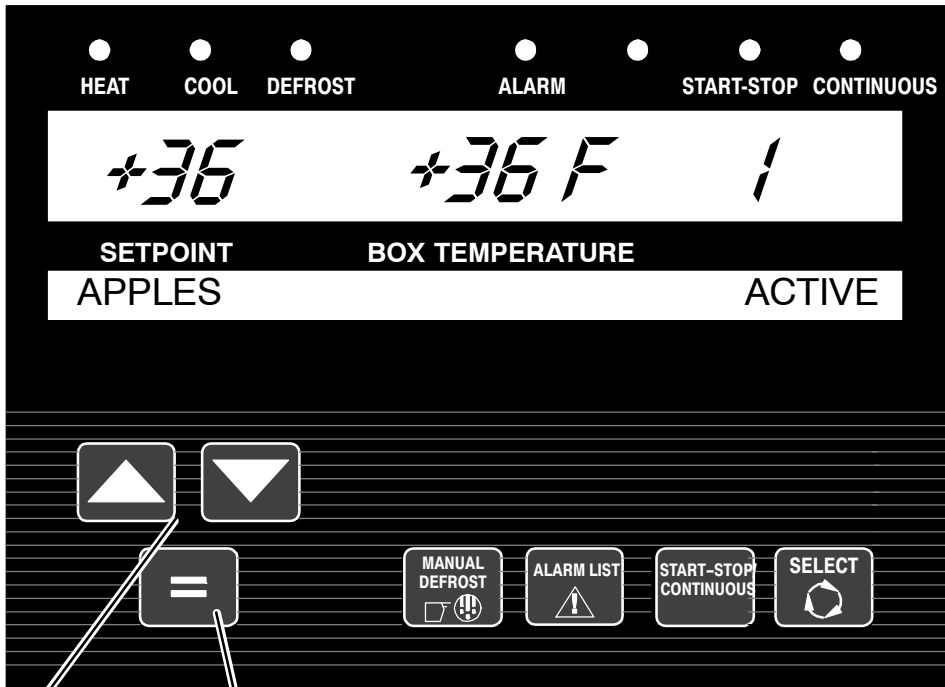 HEAT COOL DEFROST ALARM START-STOP CONTINUOUS
+36 +36 F 1
SETPOINT BOX TEMPERATURE
APPLES ACTIVE
=
MANUAL
DEFROST
ALARM LIST
START–STOP/
CONTINUOUS
SELECT